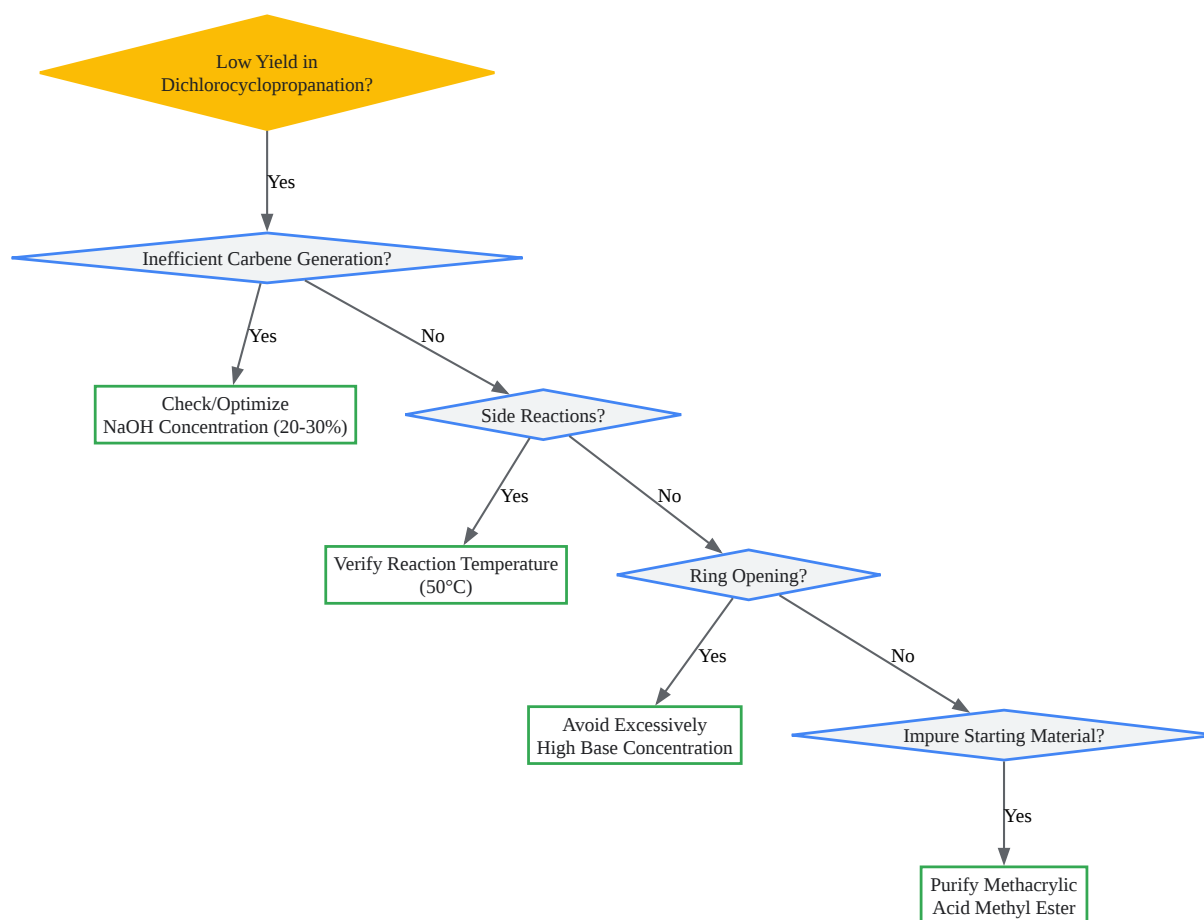 Low Yield in
Dichlorocyclopropanation?
Yes
Inefficient Carbene Generation?
Yes
No
Check/Optimize
NaOH Concentration (20-30%)
Side Reactions?
Yes
No
Verify Reaction Temperature
(50°C)
Ring Opening?
Yes
No
Avoid Excessively
High Base Concentration
Impure Starting Material?
Yes
Purify Methacrylic
Acid Methyl Ester